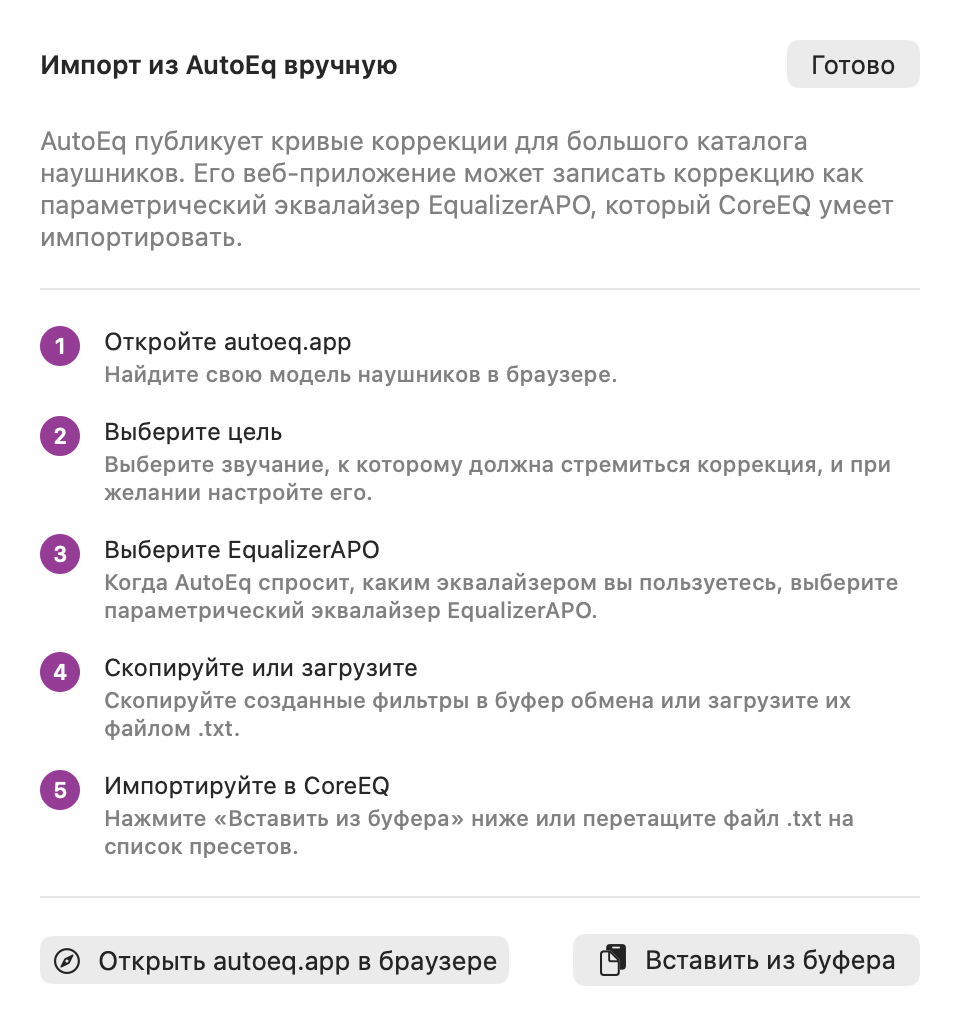 Импорт из AutoEq вручную
Готово
AutoEq публикует кривые коррекции для большого каталога
наушников. Его веб-приложение может записать коррекцию как
параметрический эквалайзер EqualizerAPO, который CoreEQ умеет
импортировать.
1
Откройте autoeq.app
Найдите свою модель наушников в браузере.
2
Выберите цель
Выберите звучание, к которому должна стремиться коррекция, и при
желании настройте его.
3
Выберите EqualizerAPO
Когда AutoEq спросит, каким эквалайзером вы пользуетесь, выберите
параметрический эквалайзер EqualizerAPO.
4
Скопируйте или загрузите
Скопируйте созданные фильтры в буфер обмена или загрузите их
файлом .txt.
5
Импортируйте в CoreEQ
Нажмите «Вставить из буфера» ниже или перетащите файл .txt на
список пресетов.
Открыть autoeq.app в браузере
Вставить из буфера